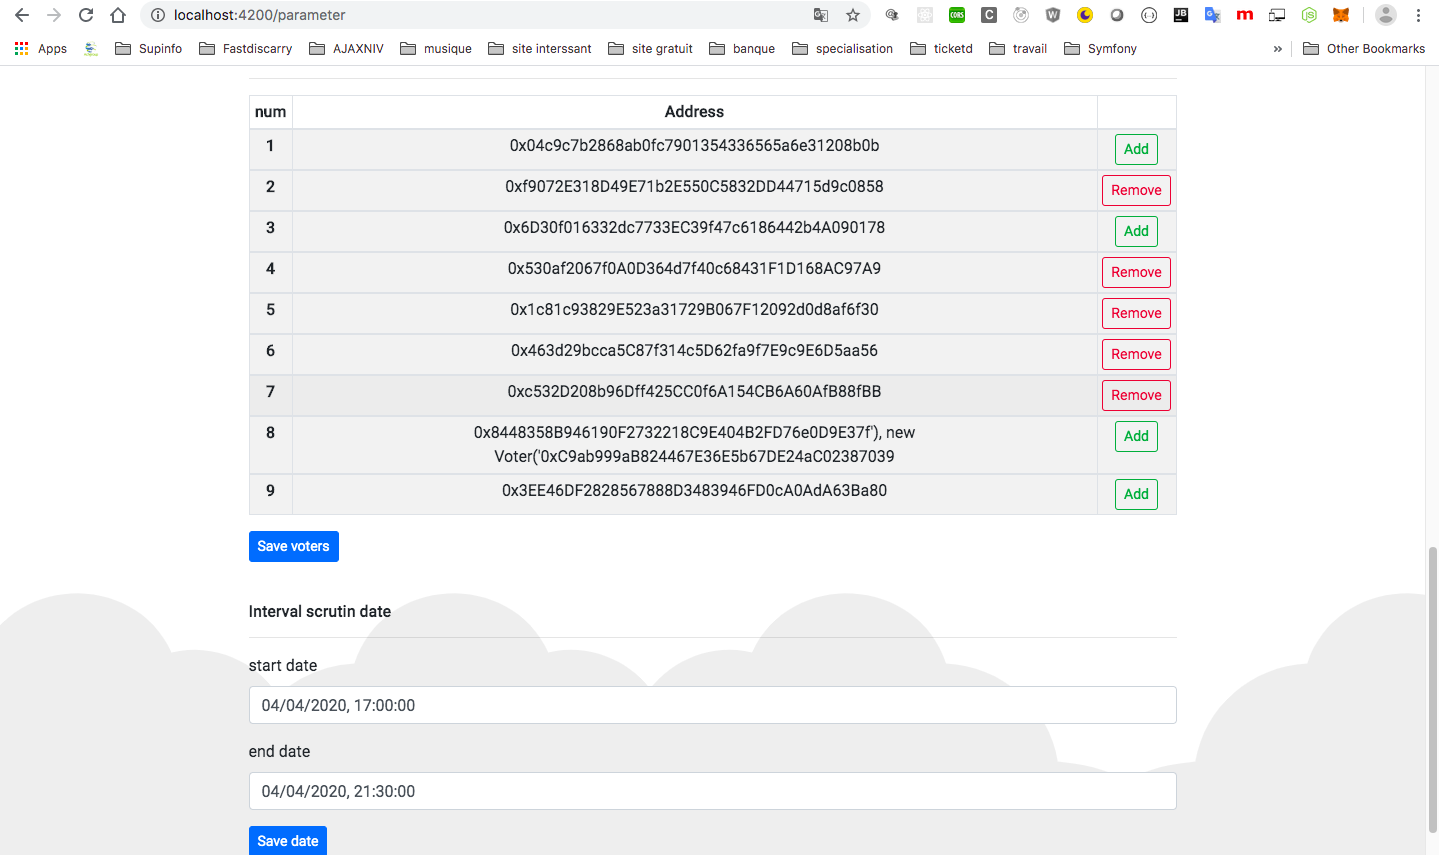 localhost:4200/parameter
Apps Supinfo Fastdiscarry AJAXNIV musique site interssant site gratuit banque specialisation ticketd travail Symfony » Other Bookmarks
num Address
1 0x04c9c7b2868ab0fc7901354336565a6e31208b0b Add
2 0xf9072E318D49E71b2E550C5832DD44715d9c0858 Remove
3 0x6D30f016332dc7733EC39f47c6186442b4A090178 Add
4 0x530af2067f0A0D364d7f40c68431F1D168AC97A9 Remove
5 0x1c81c93829E523a31729B067F12092d0d8af6f30 Remove
6 0x463d29bcca5C87f314c5D62fa9f7E9c9E6D5aa56 Remove
7 0xc532D208b96Dff425CC0f6A154CB6A60AfB88fBB Remove
8 0x8448358B946190F2732218C9E404B2FD76e0D9E37f'), new Add
Voter('0xC9ab999aB824467E36E5b67DE24aC02387039
9 0x3EE46DF2828567888D3483946FD0cA0AdA63Ba80 Add
Save voters
Interval scrutin date
start date
04/04/2020, 17:00:00
end date
04/04/2020, 21:30:00
Save date